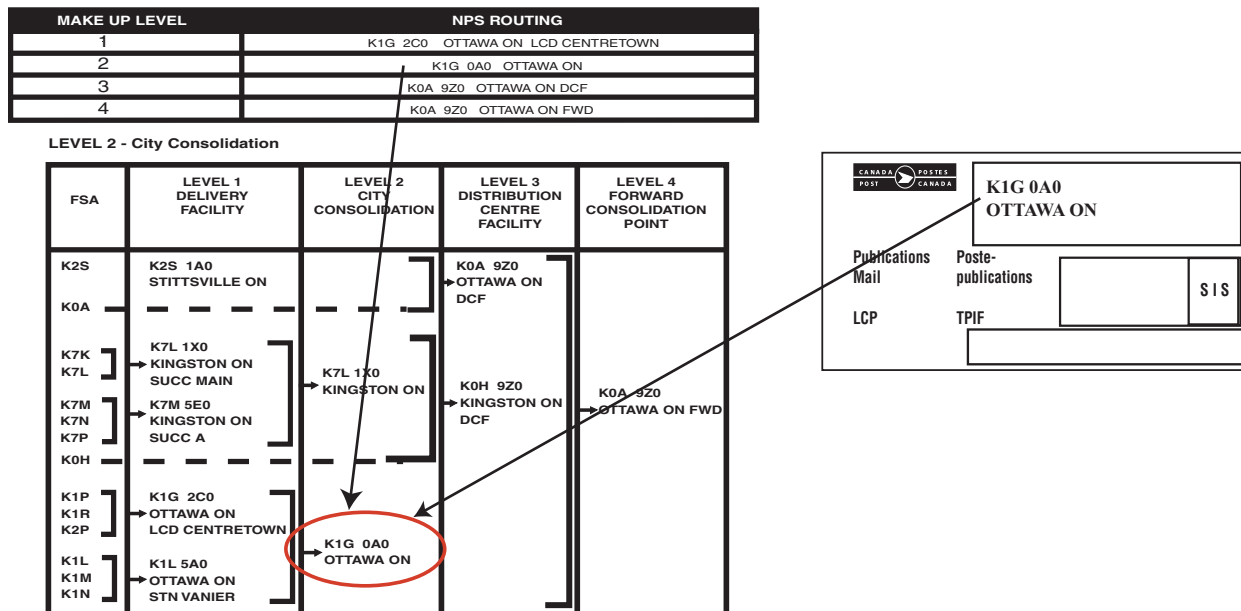 MAKE UP LEVEL NPS ROUTING
1 K1G 2C0 OTTAWA ON LCD CENTRETOWN
2 K1G 0A0 OTTAWA ON
3 K0A 9Z0 OTTAWA ON DCF
4 K0A 9Z0 OTTAWA ON FWD
LEVEL 2 - City Consolidation
FSA
LEVEL 1
DELIVERY
FACILITY
LEVEL 2
CITY
CONSOLIDATION
LEVEL 3
DISTRIBUTION
CENTRE
FACILITY
LEVEL 4
FORWARD
CONSOLIDATION
POINT
K2S
K2S 1A0
STITTSVILLE ON
K0A 9Z0
OTTAWA ON
DCF
K0A
K7K
K7L
K7L 1X0
KINGSTON ON
SUCC MAIN
K7L 1X0
KINGSTON ON
K7M
K7N
K7P
K7M 5E0
KINGSTON ON
SUCC A
K0H 9Z0
KINGSTON ON
DCF
K0A 9Z0
OTTAWA ON FWD
K0H
K1P
K1R
K2P
K1G 2C0
OTTAWA ON
LCD CENTRETOWN
K1G 0A0
OTTAWA ON
K1L
K1M
K1N
K1L 5A0
OTTAWA ON
STN VANIER
CANADA POSTES
POST CANADA
K1G 0A0
OTTAWA ON
Publications
Mail
Poste-
publications
SIS
LCP TPIF